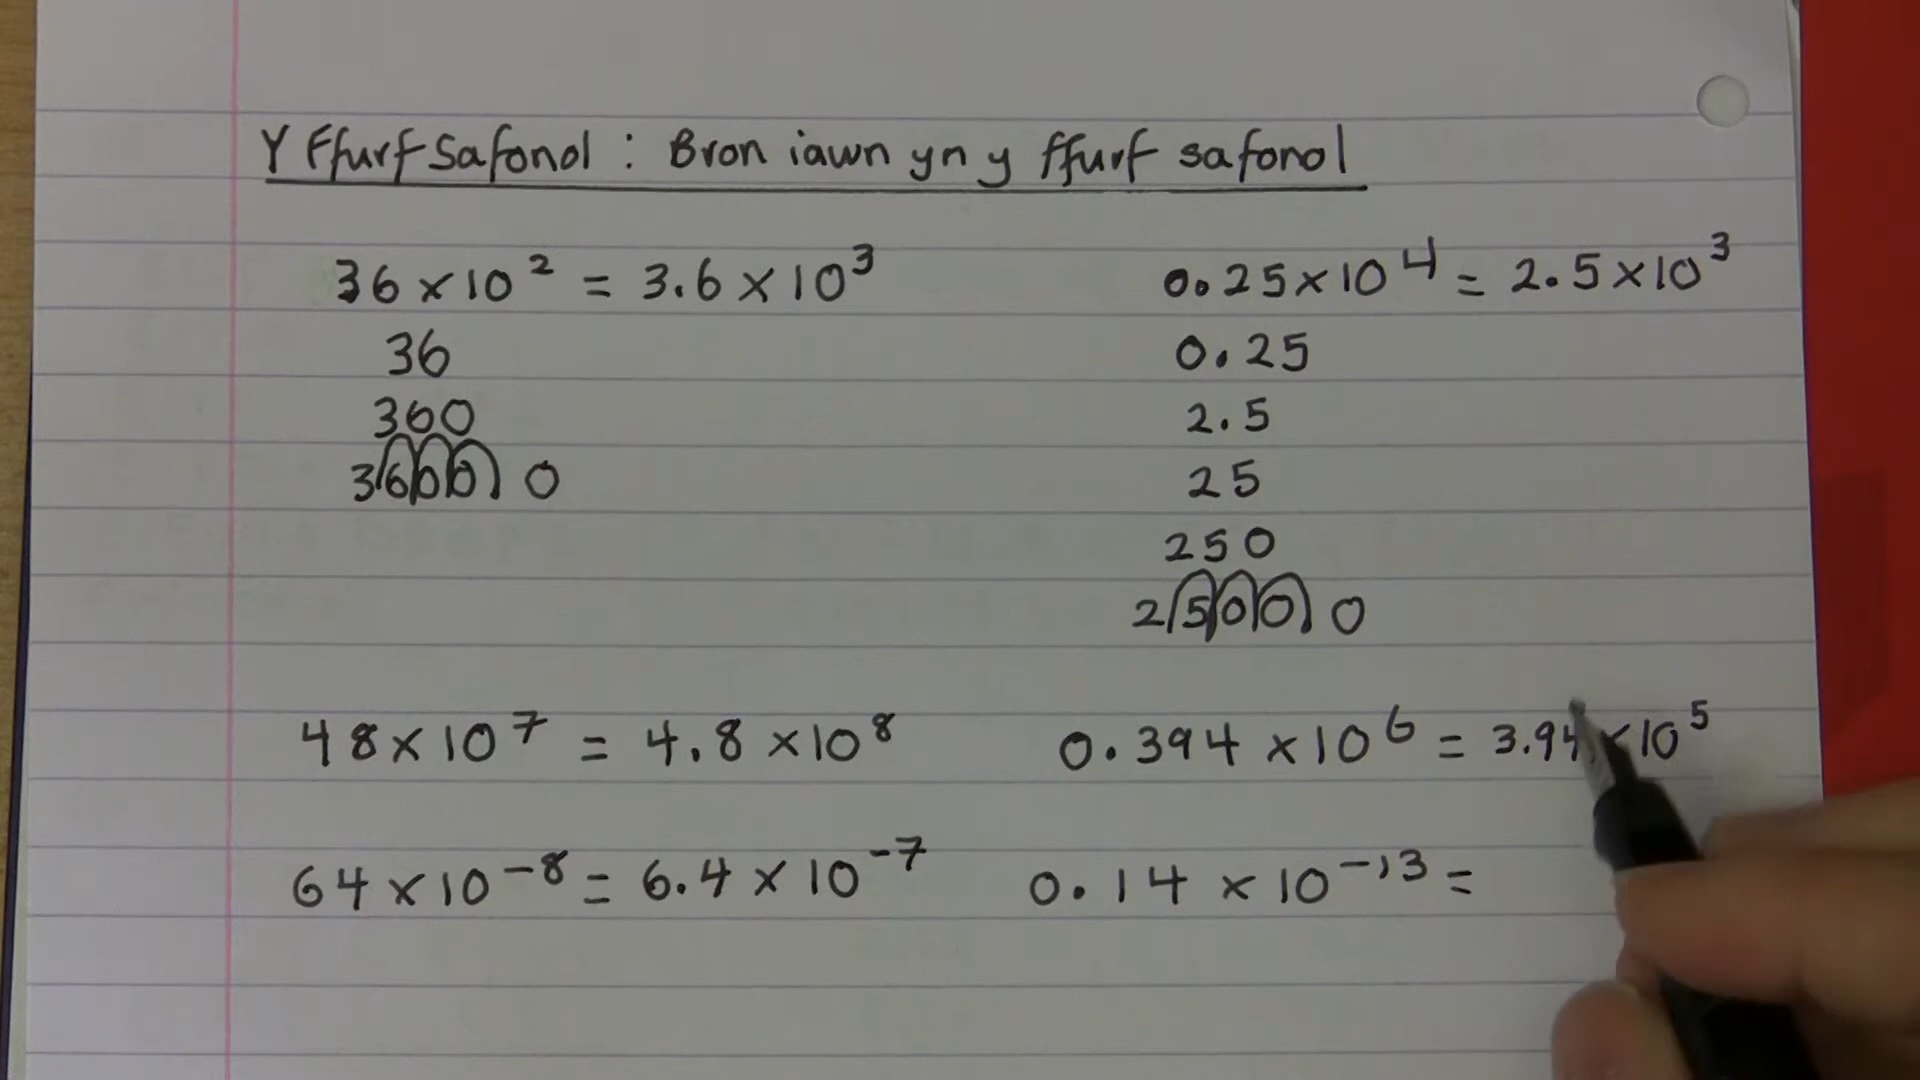 Y Ffurf Safonol : Bron iawn yn y ffurf safonol
36 × 10² = 3.6 × 10³
36
360
3600 0
0.25 × 10⁴ = 2.5 × 10³
0.25
2.5
25
250
2500 0
48 × 10⁷ = 4.8 × 10⁸
0.394 × 10⁶ = 3.94 × 10⁵
64 × 10⁻⁸ = 6.4 × 10⁻⁷
0.14 × 10⁻¹³ =